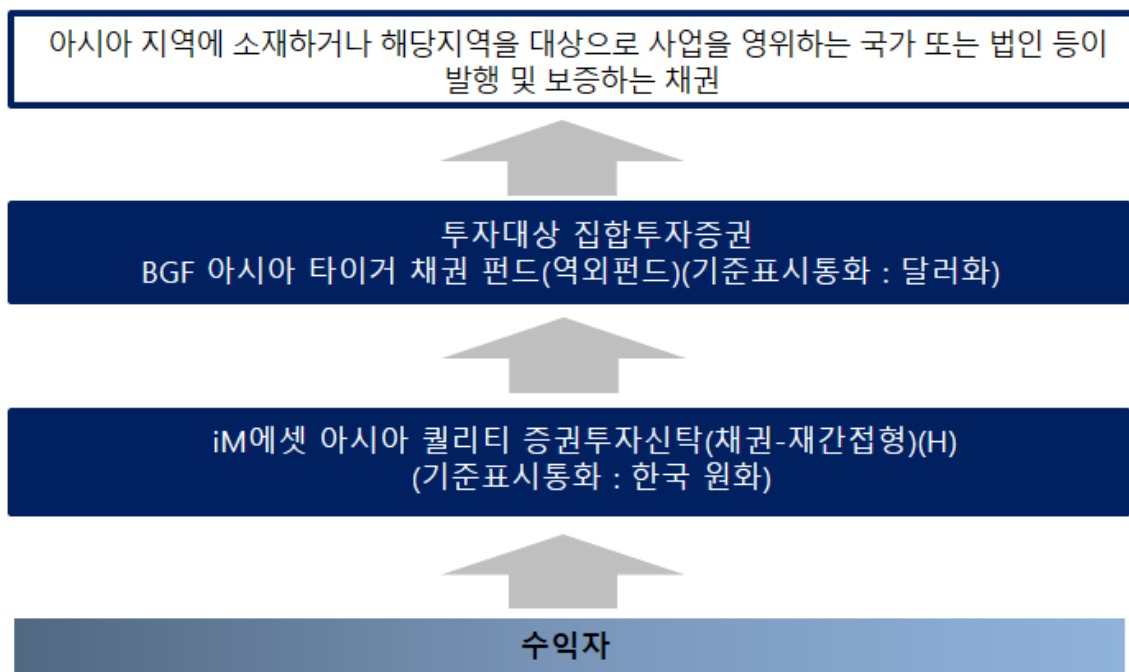 아시아 지역에 소재하거나 해당지역을 대상으로 사업을 영위하는 국가 또는 법인 등이
발행 및 보증하는 채권
투자대상 집합투자증권
BGF 아시아 타이거 채권 펀드(역외펀드)(기준표시통화 : 달러화)
iM에셋 아시아 퀄리티 증권투자신탁(채권-재간접형)(H)
(기준표시통화 : 한국 원화)
수익자